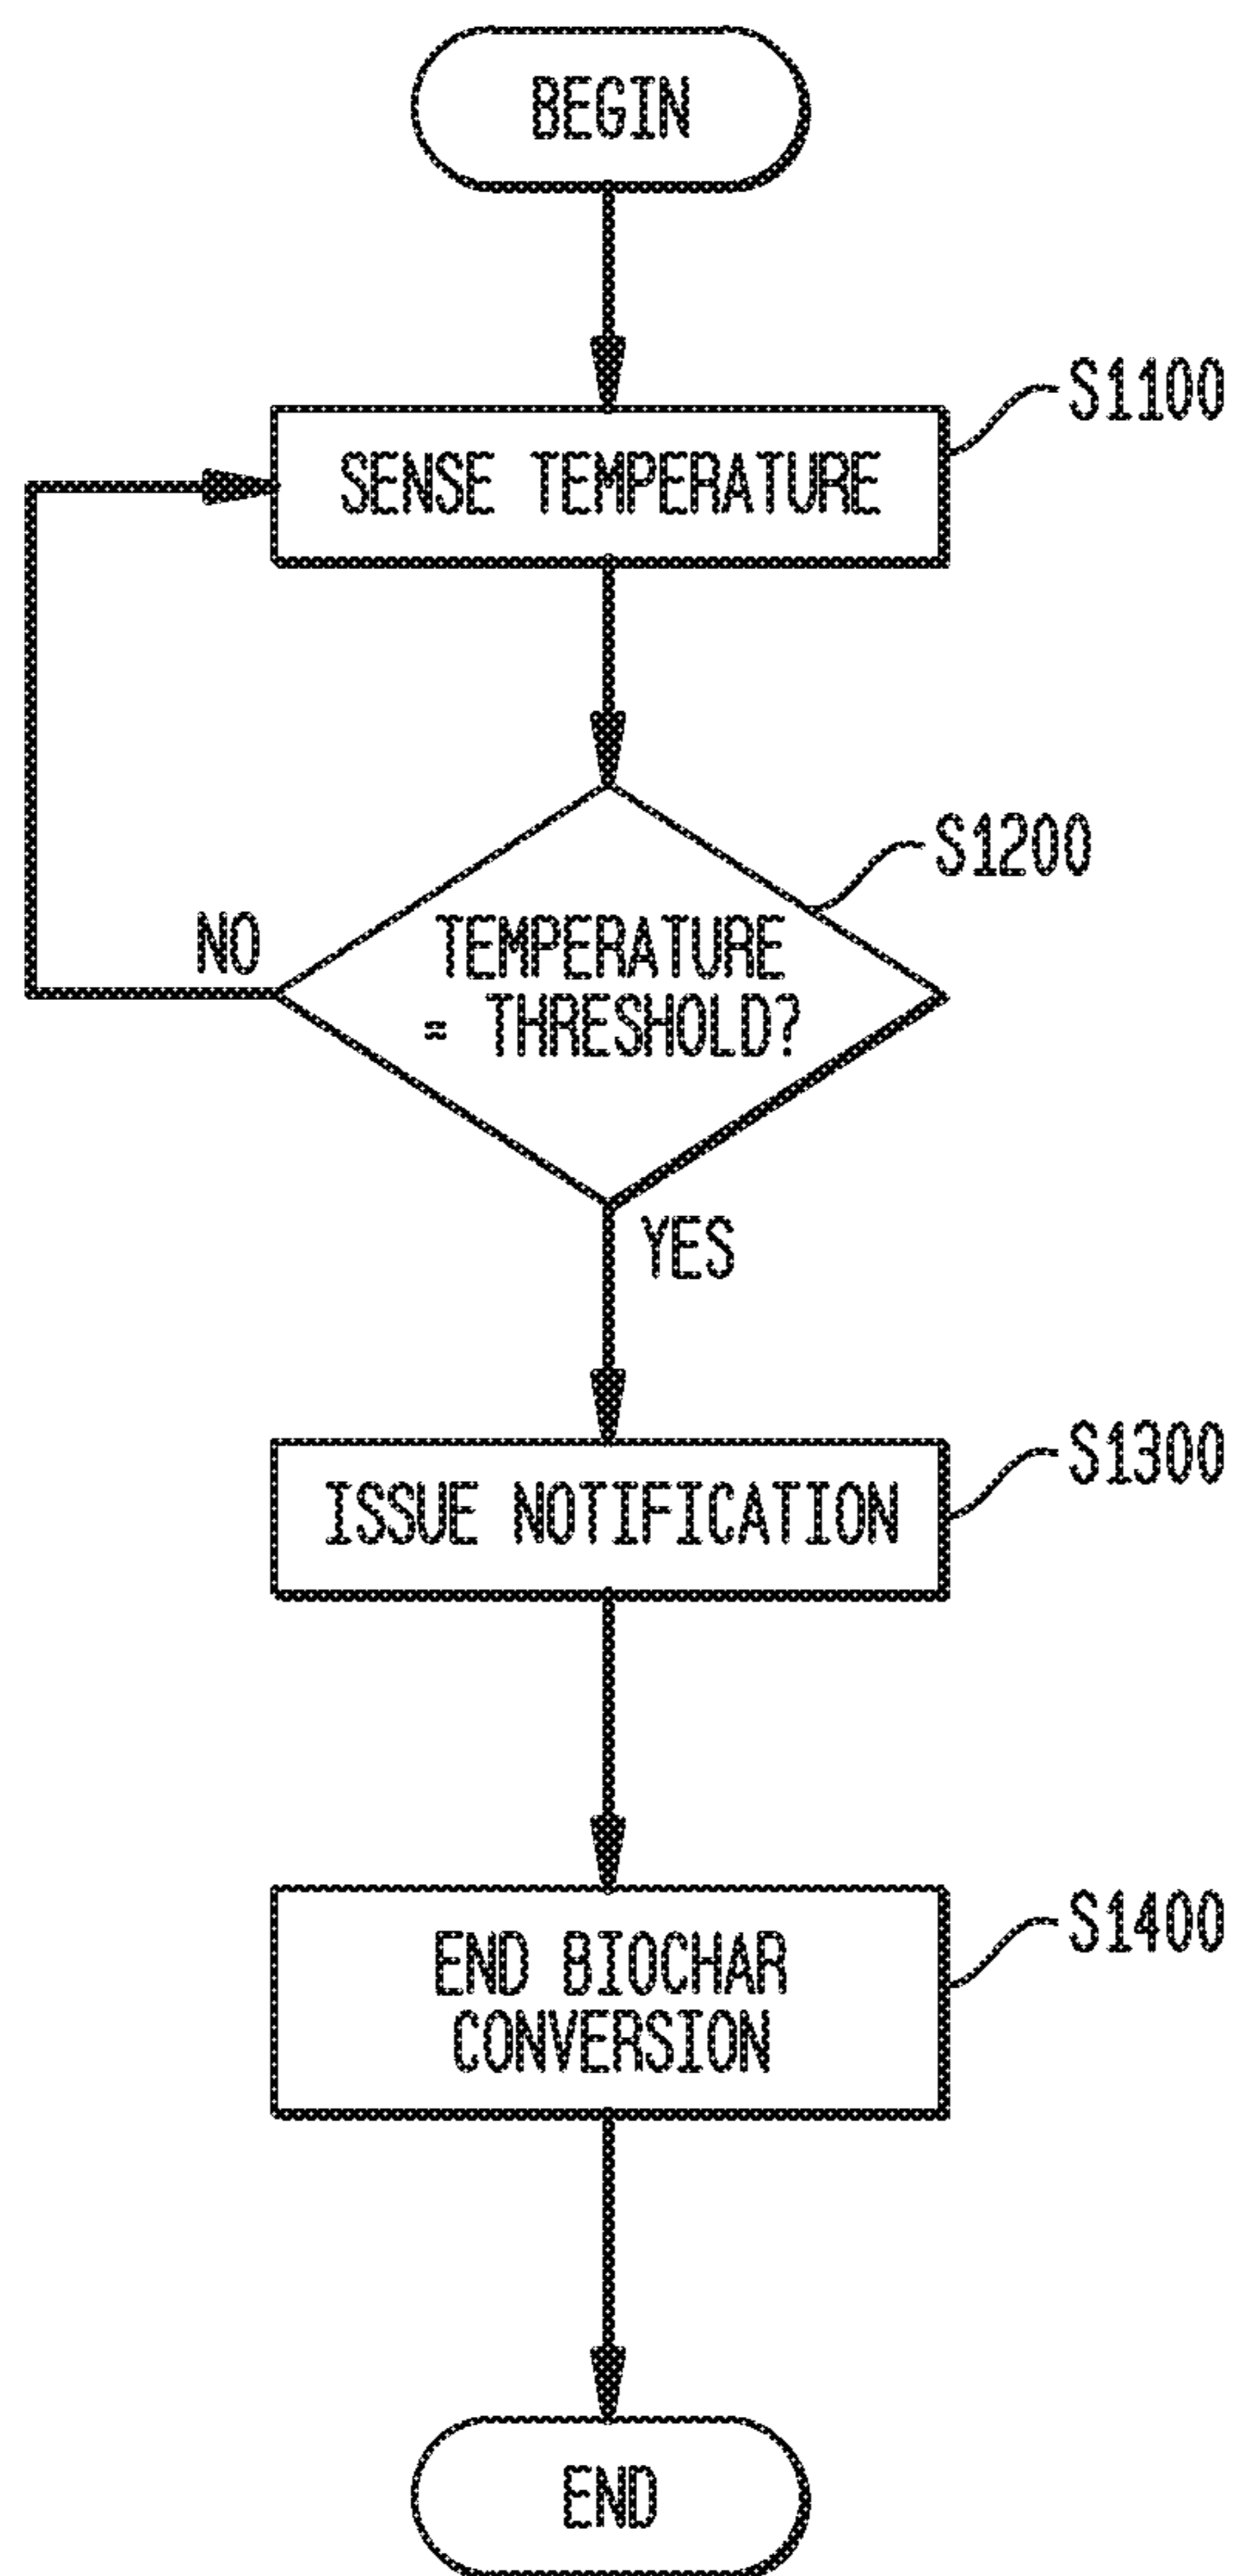 BEGIN
S1100
SENSE TEMPERATURE
S1200
NO
TEMPERATURE
= THRESHOLD?
YES
S1300
ISSUE NOTIFICATION
S1400
END BIOCHAR
CONVERSION
END